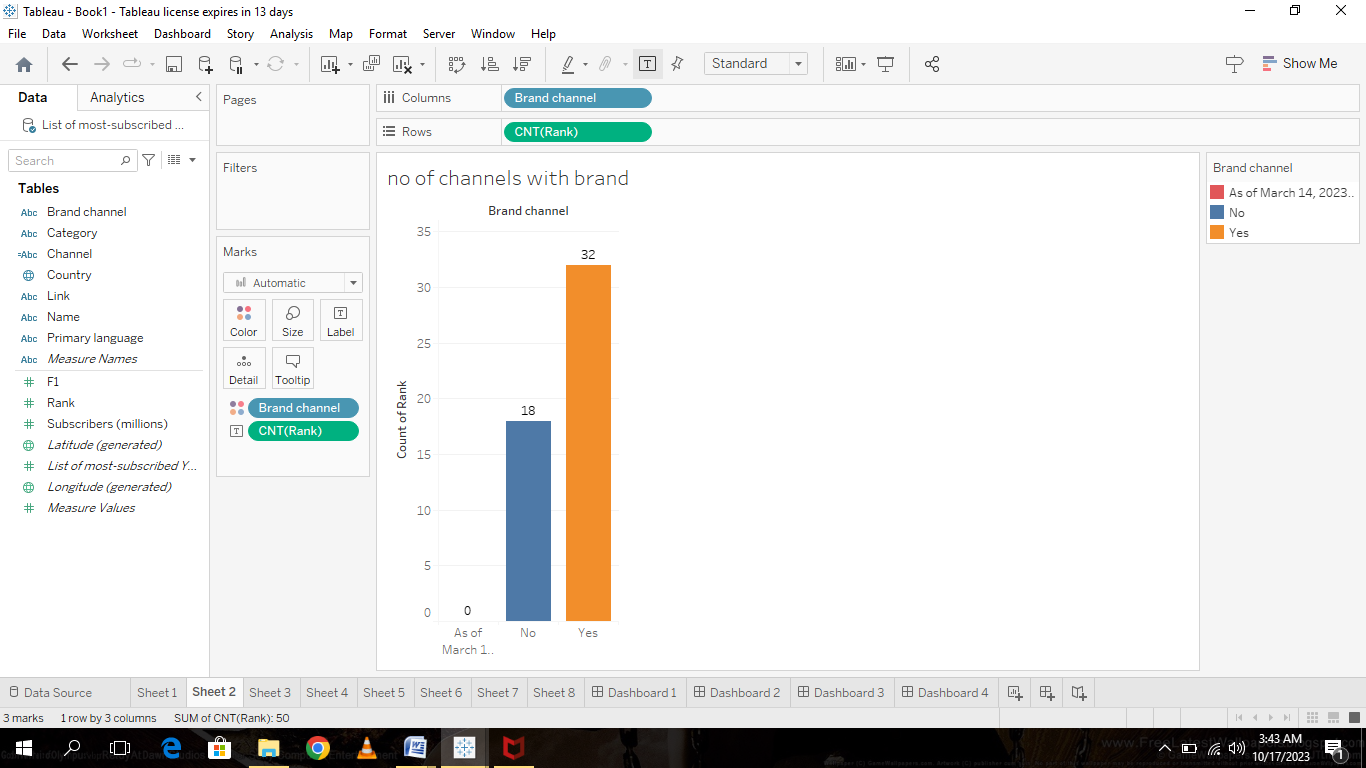 Tableau - Book1 - Tableau license expires in 13 days
File Data Worksheet Dashboard Story Analysis Map Format Server Window Help
Standard
Show Me
Data Analytics
List of most-subscribed ...
Search
Tables
Abc Brand channel
Abc Category
=Abc Channel
Country
Abc Link
Abc Name
Abc Primary language
Abc Measure Names
# F1
# Rank
# Subscribers (millions)
Latitude (generated)
# List of most-subscribed Y...
Longitude (generated)
# Measure Values
Pages
Filters
Marks
Automatic
Color Size T Label
Detail Tooltip
Brand channel
T CNT(Rank)
Columns Brand channel
Rows CNT(Rank)
no of channels with brand
Brand channel
Count of Rank
35
30
25
20
15
10
5
0
0
18
32
As of March 1..
No
Yes
Brand channel
As of March 14, 2023..
No
Yes
Data Source Sheet 1 Sheet 2 Sheet 3 Sheet 4 Sheet 5 Sheet 6 Sheet 7 Sheet 8 Dashboard 1 Dashboard 2 Dashboard 3 Dashboard 4
3 marks 1 row by 3 columns SUM of CNT(Rank): 50
3:43 AM
10/17/2023
1